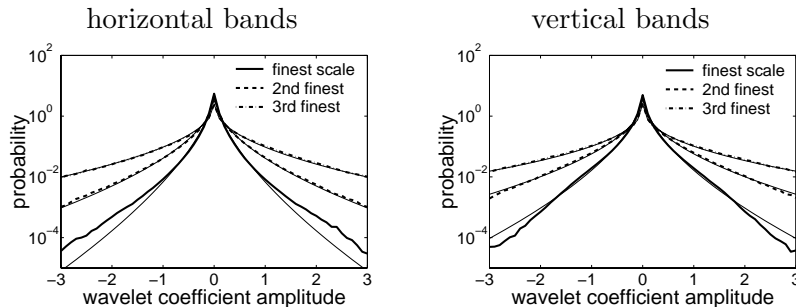 horizontal bands
10^2
10^0
10^-2
10^-4
probability
finest scale
2nd finest
3rd finest
−3 −2 −1 0 1 2 3
wavelet coefficient amplitude
vertical bands
10^2
10^0
10^-2
10^-4
probability
finest scale
2nd finest
3rd finest
−3 −2 −1 0 1 2 3
wavelet coefficient amplitude